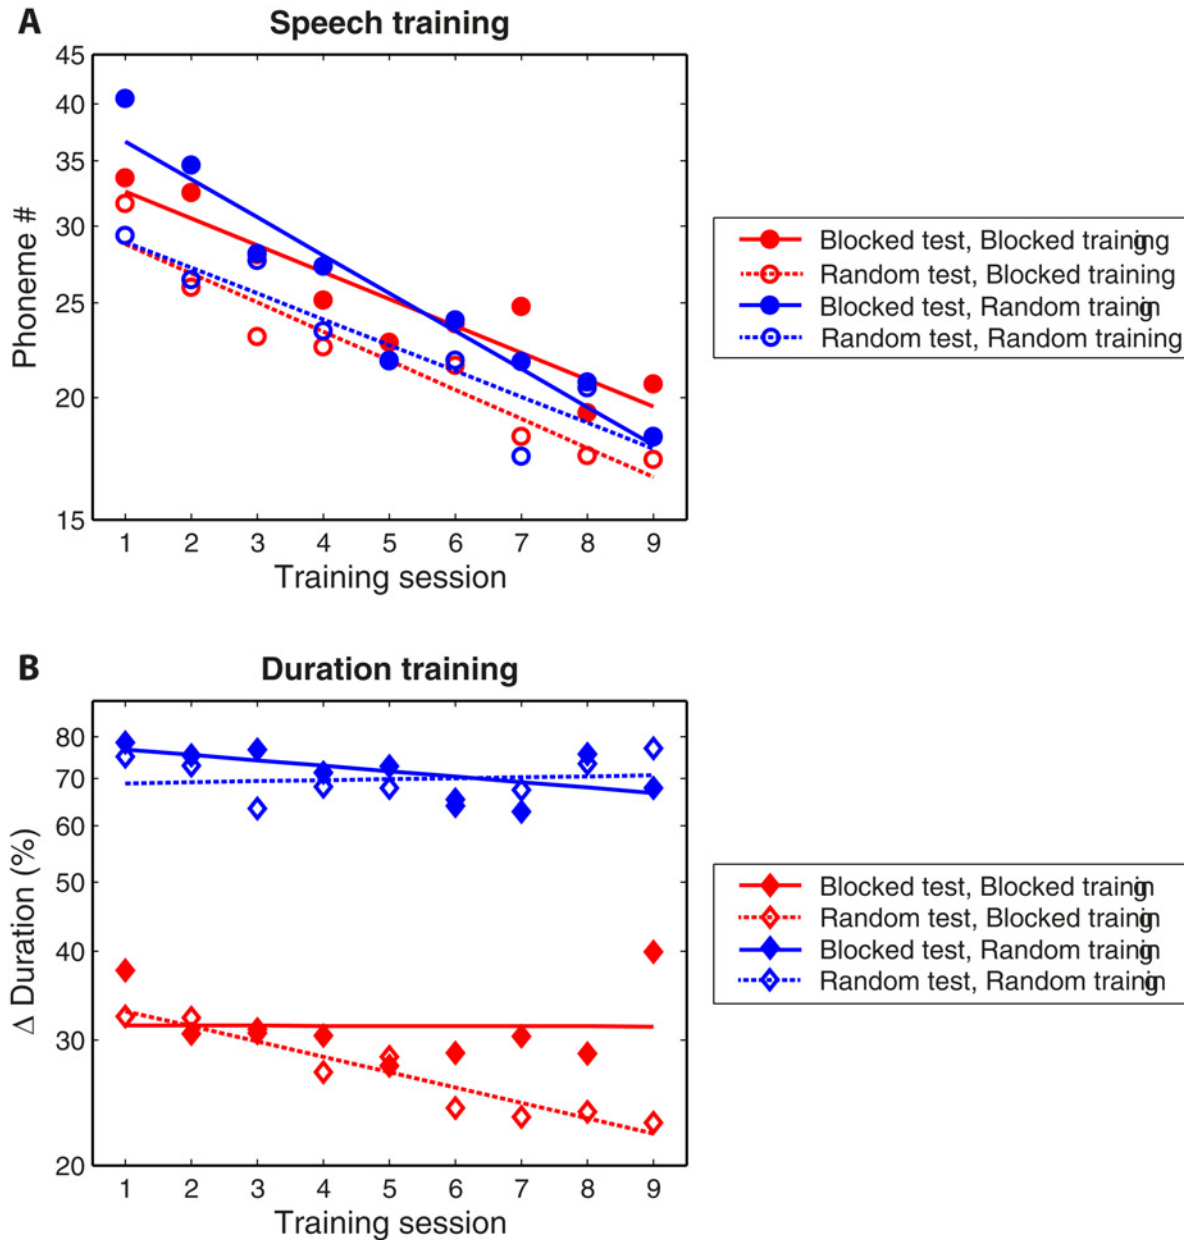 A
Speech training
45
40
35
30
25
20
15
Phoneme #
1 2 3 4 5 6 7 8 9
Training session
Blocked test, Blocked training
Random test, Blocked training
Blocked test, Random training
Random test, Random training
B
Duration training
80
70
60
50
40
30
20
Δ Duration (%)
1 2 3 4 5 6 7 8 9
Training session
Blocked test, Blocked training
Random test, Blocked training
Blocked test, Random training
Random test, Random training